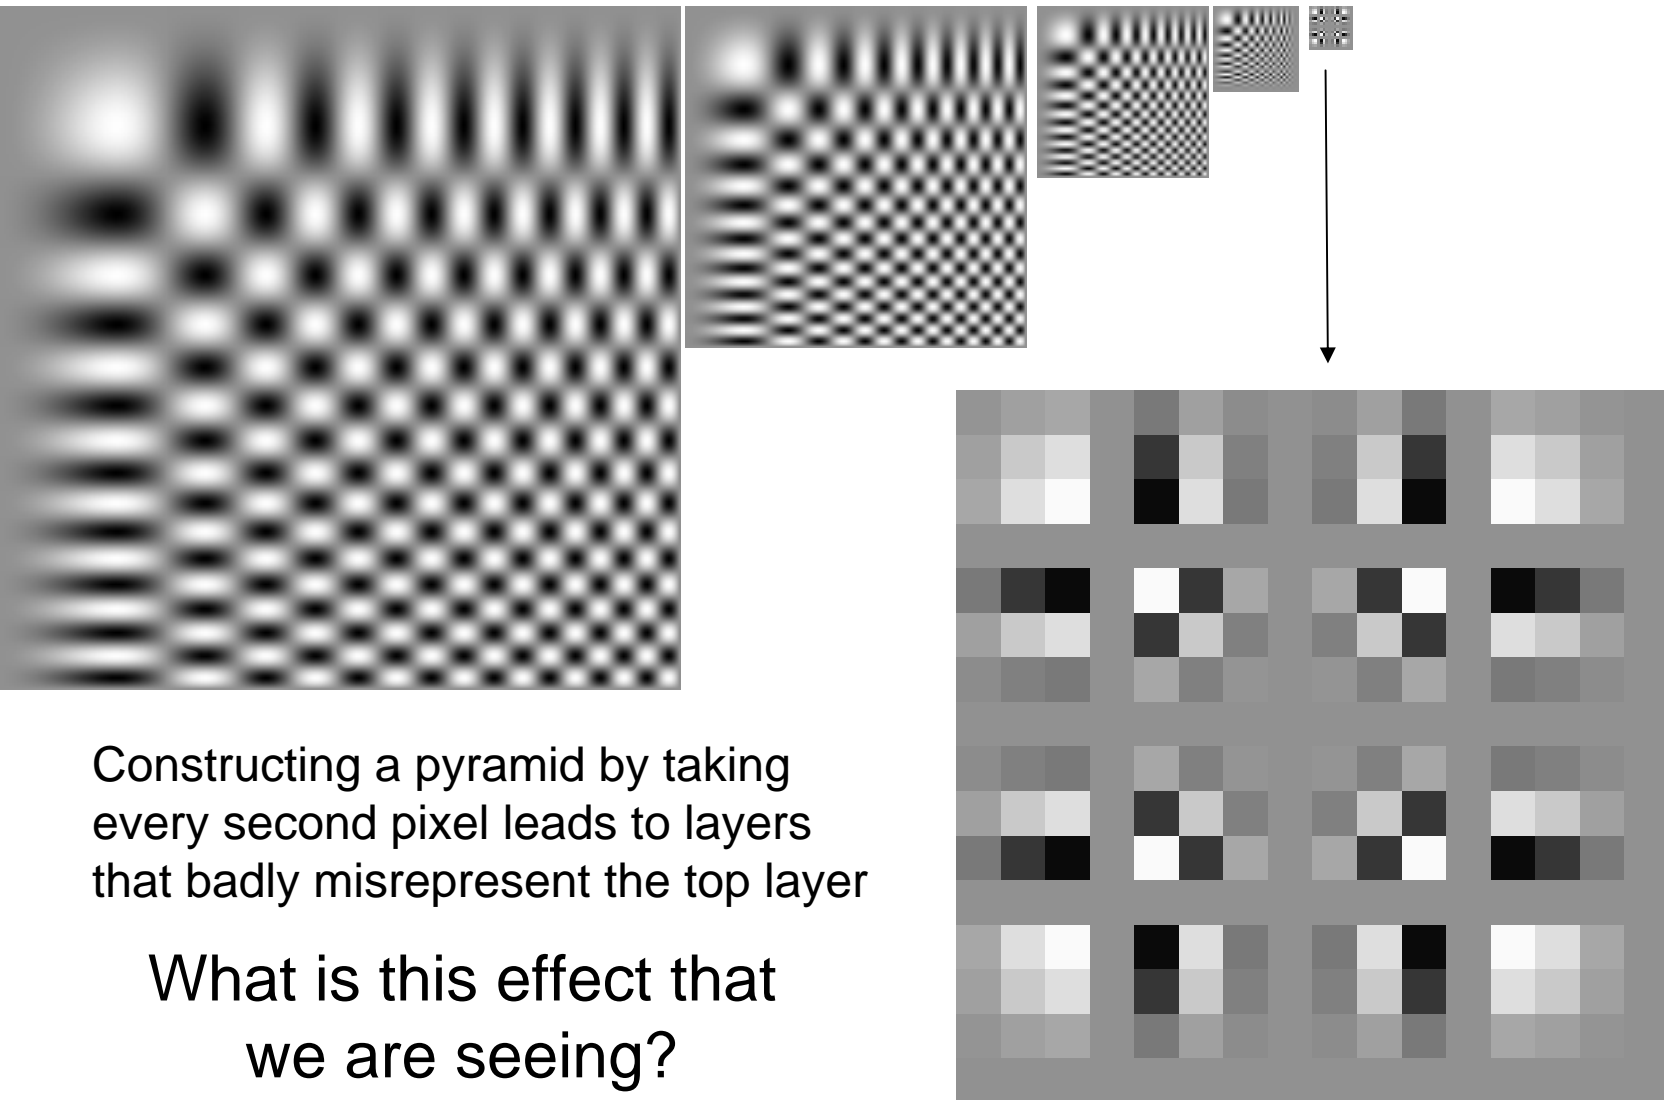 Constructing a pyramid by taking
every second pixel leads to layers
that badly misrepresent the top layer
What is this effect that
we are seeing?